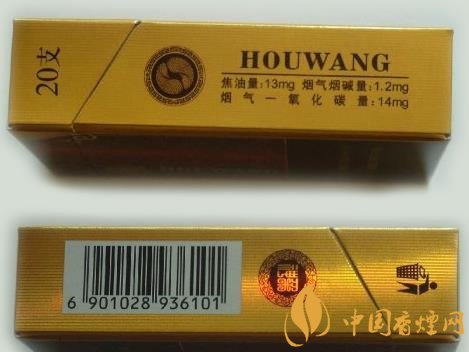 20支
HOUWANG
焦油量:13mg 烟气烟碱量:1.2mg
烟气一氧化碳量:14mg
6 901028 936101
中国香烟网